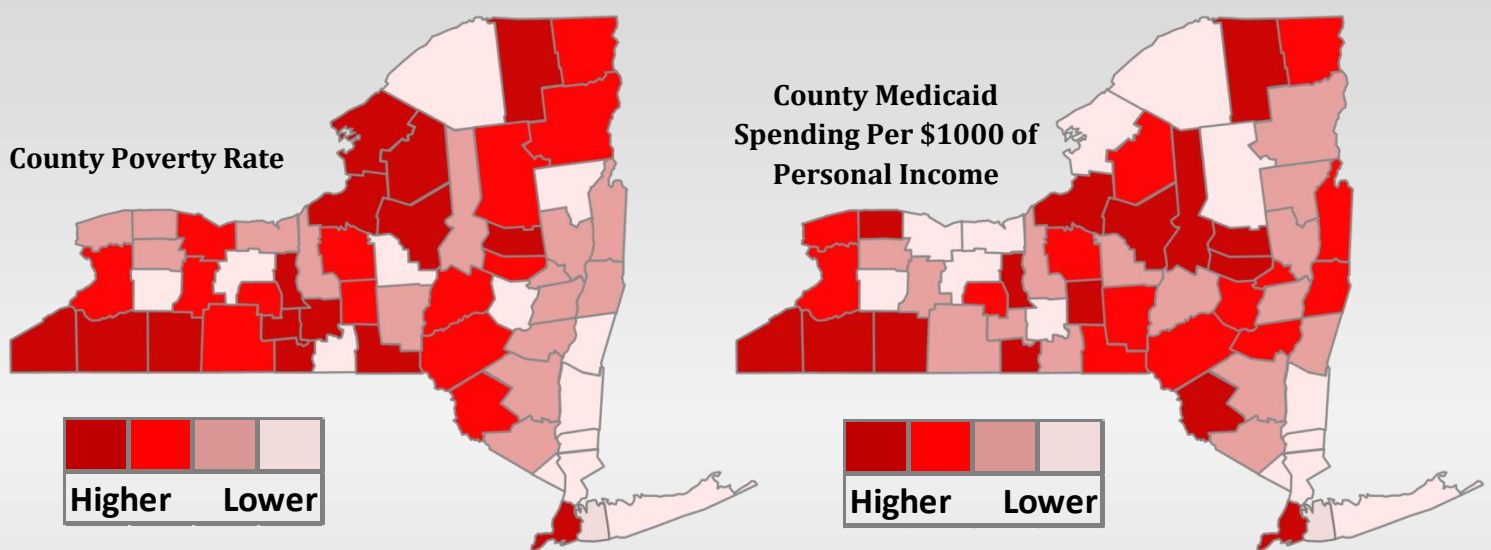 County Poverty Rate
County Medicaid
Spending Per $1000 of
Personal Income
Higher Lower
Higher Lower